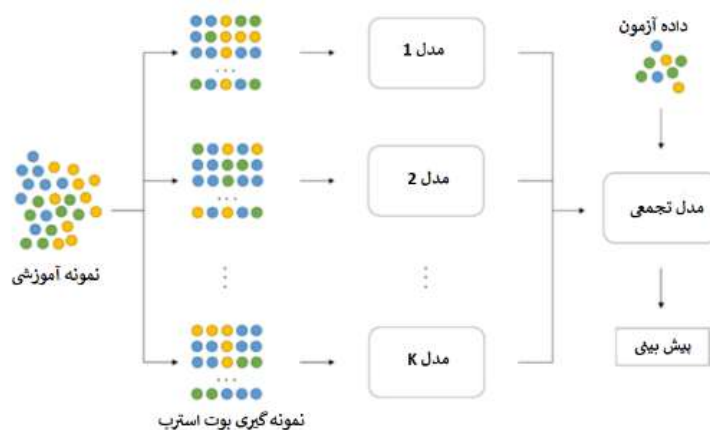 داده آزمون
مدل 1
مدل 2
مدل تجمعی
نمونه آموزشی
پیش بینی
مدل K
نمونه گیری بوت استرپ